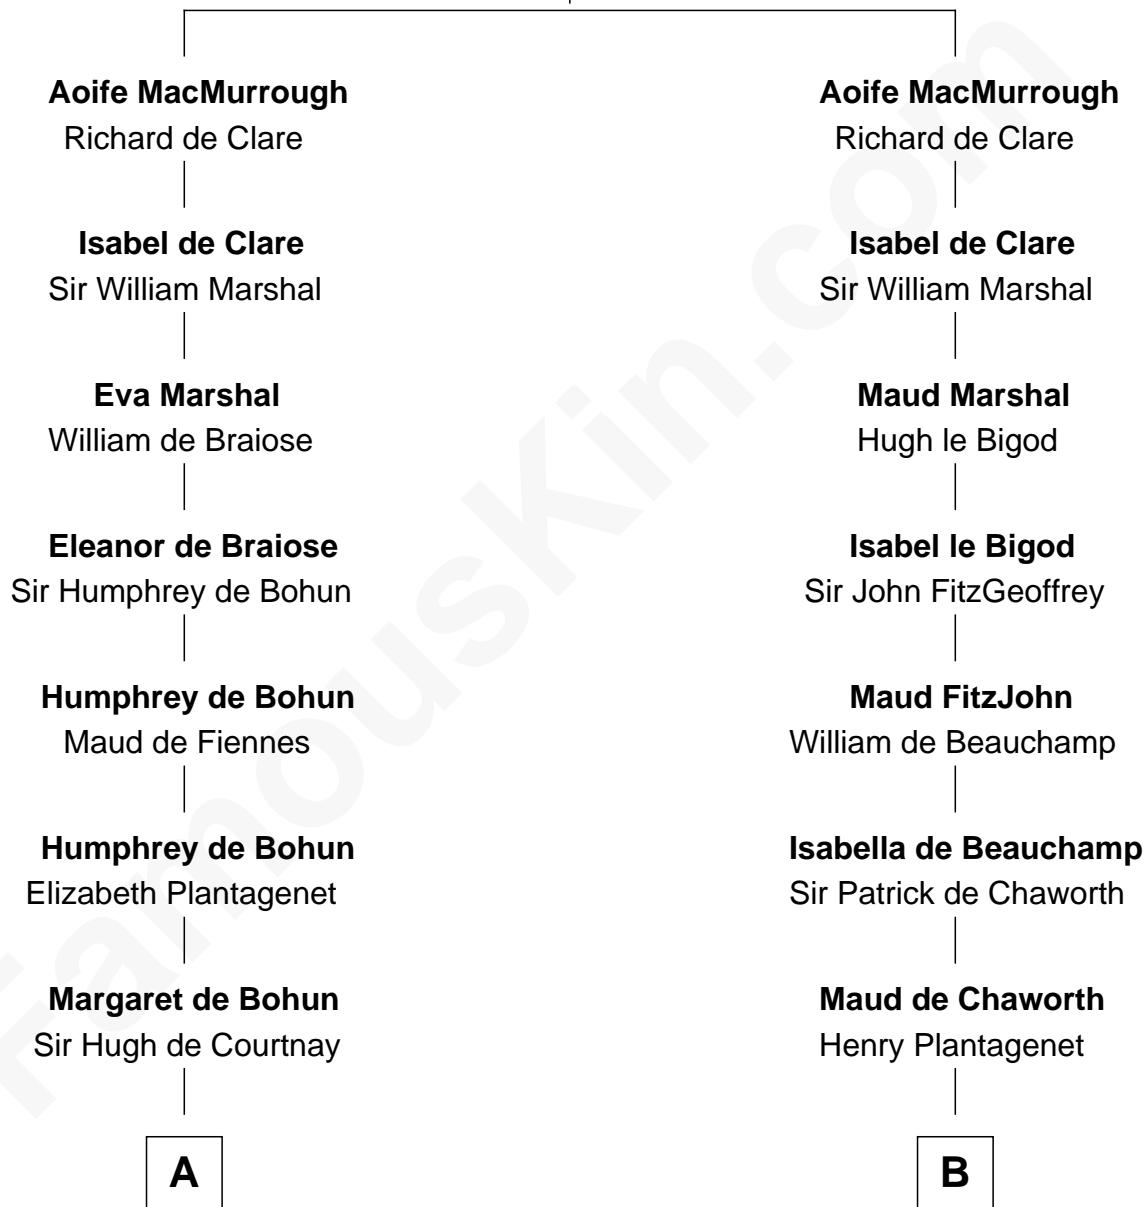 Aoife MacMurrough
Richard de Clare
Isabel de Clare
Sir William Marshal
Eva Marshal
William de Braiose
Eleanor de Braiose
Sir Humphrey de Bohun
Humphrey de Bohun
Maud de Fiennes
Humphrey de Bohun
Elizabeth Plantagenet
Margaret de Bohun
Sir Hugh de Courtnay
A
Aoife MacMurrough
Richard de Clare
Isabel de Clare
Sir William Marshal
Maud Marshal
Hugh le Bigod
Isabel le Bigod
Sir John FitzGeoffrey
Maud FitzJohn
William de Beauchamp
Isabella de Beauchamp
Sir Patrick de Chaworth
Maud de Chaworth
Henry Plantagenet
B
FamousKin.com